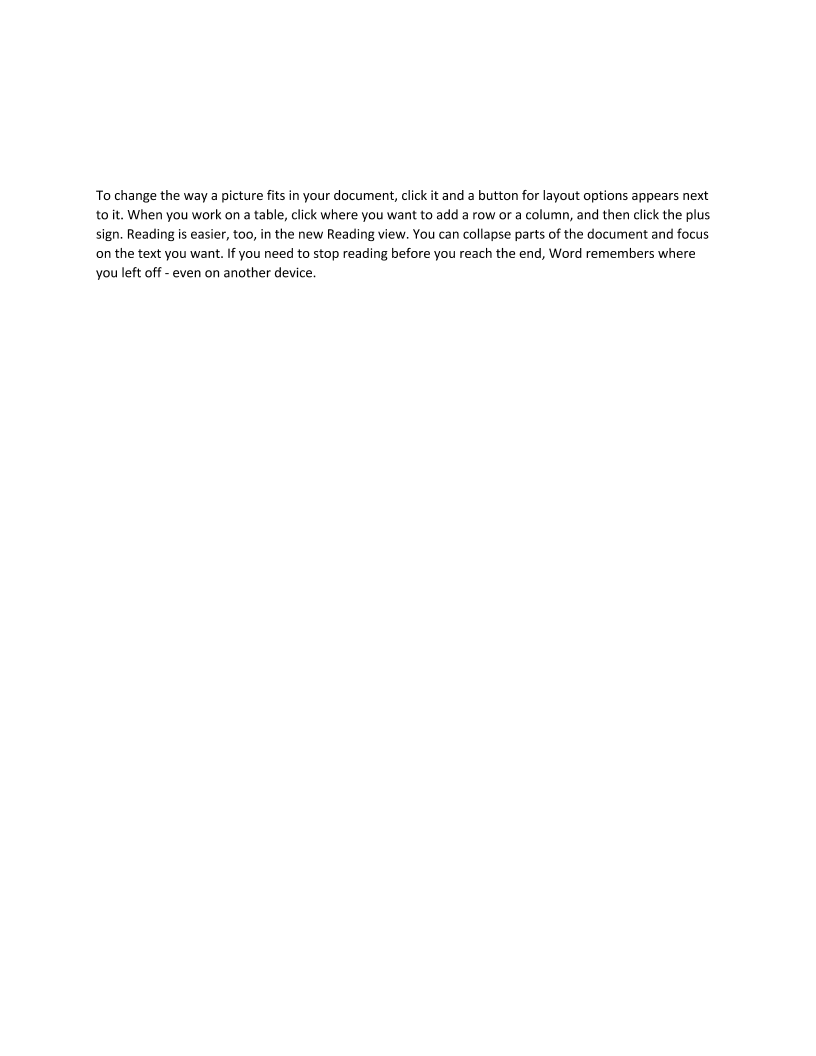 To change the way a picture fits in your document, click it and a button for layout options appears next
to it. When you work on a table, click where you want to add a row or a column, and then click the plus
sign. Reading is easier, too, in the new Reading view. You can collapse parts of the document and focus
on the text you want. If you need to stop reading before you reach the end, Word remembers where
you left off - even on another device.